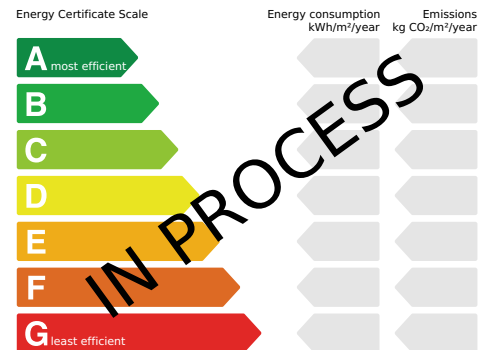 Energy Certificate Scale
Energy consumption
kWh/m²/year
Emissions
kg CO₂/m²/year
A most efficient
B
C
D
E
F
G least efficient
IN PROCESS